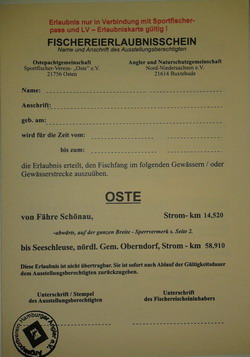 Erlaubnis nur in Verbindung mit Sportfischer-
pass und LV – Erlaubniskarte gültig !
FISCHEREIERLAUBNISSCHEIN
Name und Anschrift des Ausstellungsberechtigten
Ostepachtgemeinschaft
Sportfischer-Verein- „Oste" e.V.
21756 Osten
Angler und Naturschutzgemeinschaft
Nord-Niedersachsen e.V.
21614 Buxtehude
Name:
Anschrift:
geb. am:
wird für die Zeit vom:
bis zum:
die Erlaubnis erteilt, den Fischfang im folgenden Gewässern / oder
Gewässerstrecke auszuüben.
OSTE
von Fähre Schönau, Strom- km 14,520
-abwärts, auf der ganzen Breite - Sperrvermerk s. Seite 2.
bis Seeschleuse, nördl. Gem. Oberndorf, Strom - km 58,910
Diese Erlaubnis ist nicht übertragbar. Sie ist sofort nach Ablauf der Gültigkeitsdauer
dem Ausstellungsberechtigten zurückzugeben.
Unterschrift / Stempel
des Ausstellungsberechtigten
Unterschrift des
des Fischereischeininhabers